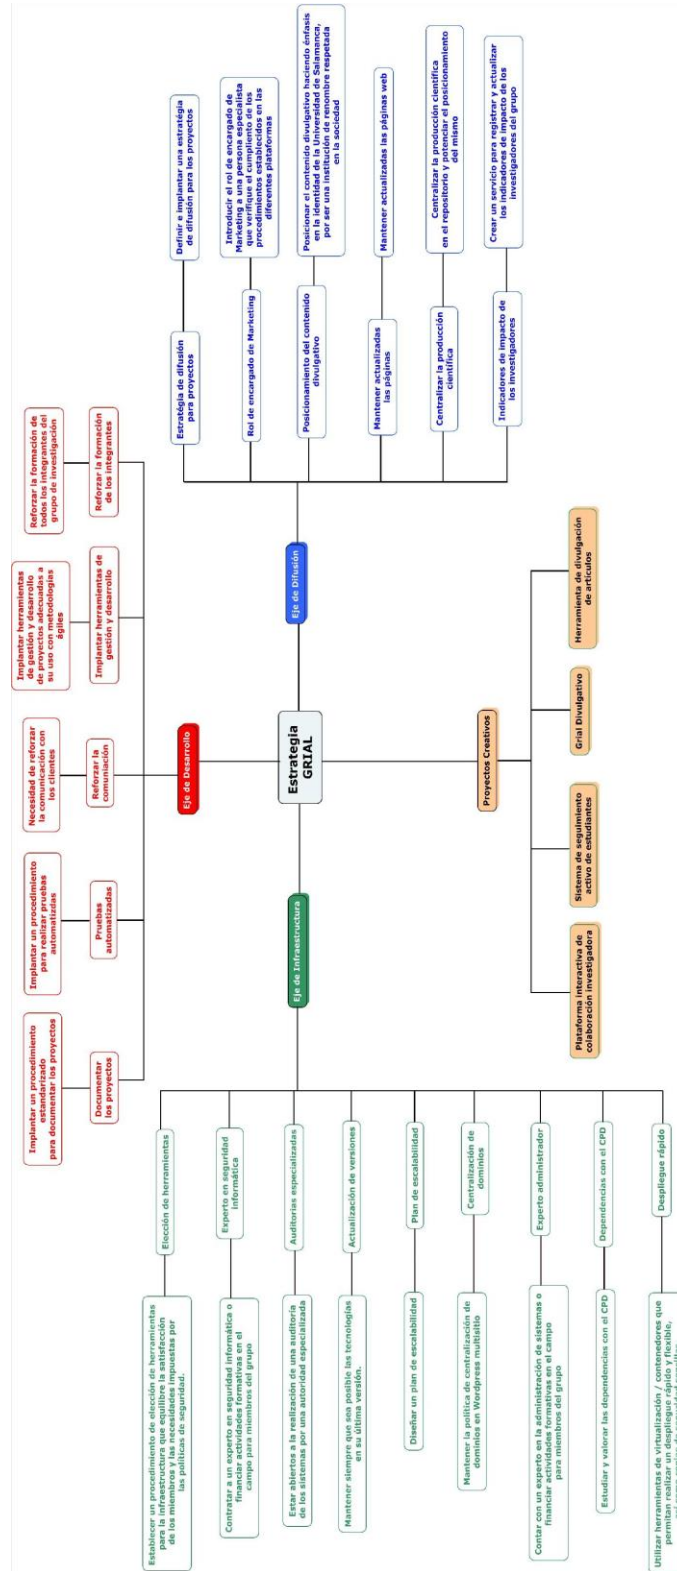 Implantar un procedimiento
estandarizado
para documentar los proyectos
Documentar
los proyectos
Implantar un procedimiento
para realizar pruebas
automatizdas
Pruebas
automatizadas
Necesidad de reforzar
la comunicación con
los clientes
Reforzar la
comuniación
Implantar herramientas
de gestión y desarrollo
de proyectos adecuadas a
su uso con metodologías
ágiles
Implantar herramientas de
gestión y desarrollo
Reforzar la formación de
todos los integrantes del
grupo de investigación
Reforzar la formación
de los integrantes
Eje de Desarrollo
Establecer un procedimiento de elección de herramientas
para la infraestructura que equilibre la satisfacción
de los miembros y las necesidades impuestas por
las políticas de seguridad.
Elección de herramientas
Contratar a un experto en seguridad informática o
financiar actividades formativas en el
campo para miembros del grupo
Experto en seguridad
informática
Estar abiertos a la realización de una auditoría
de los sistemas por una autoridad especializada
Auditorias especializadas
Mantener siempre que sea posible las tecnologías
en su última versión.
Actualización de versiones
Diseñar un plan de escalabilidad
Plan de escalabilidad
Mantener la política de centralización de
dominios en Wordpress multisitio
Centralización de
dominios
Contar con un experto en la administración de sistemas o
financiar actividades formativas en el campo
para miembros del grupo
Experto administrador
Estudiar y valorar las dependencias con el CPD
Dependencias con el CPD
Utilizar herramientas de virtualización / contenedores que
permitan realizar un despliegue rápido y flexible,
Despliegue rápido
Eje de Infraestructura
Estrategia
GRIAL
Eje de Difusión
Estratégia de difusión
para proyectos
Definir e implantar una estratégia
de difusión para los proyectos
Rol de encargado de Marketing
Introducir el rol de encargado de
Marketing a una persona especialista
que verifique el cumpliento de los
procedimientos establecidos en las
diferentes plataformas
Posicionamiento del contenido
divulgativo
Posicionar el contenido divulgativo haciendo énfasis
en la identidad de la Universidad de Salamanca,
por ser una institución de renombre respetada
en la sociedad
Mantener actualizadas
las páginas
Mantener actualizadas las páginas web
Centralizar la producción
científica
Centralizar la producción científica
en el repositorio y potenciar el posicionamiento
del mismo
Indicadores de impacto de
los investigadores
Crear un servicio para registrar y actualizar
los indicadores de impacto de los
investigadores del grupo
Proyectos Creativos
Plataforma interactiva de
colaboración investigadora
Sistema de seguimiento
activo de estudiantes
Grial Divulgativo
Herramienta de divulgación
de artículos